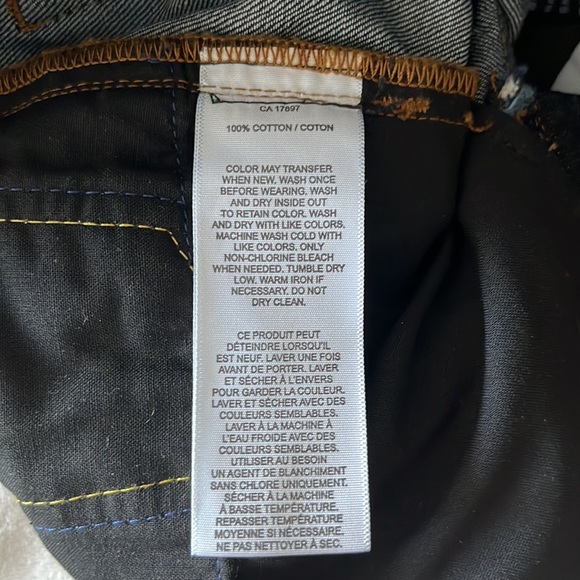 CA 17897
100% COTTON / COTON
COLOR MAY TRANSFER
WHEN NEW. WASH ONCE
BEFORE WEARING. WASH
AND DRY INSIDE OUT
TO RETAIN COLOR. WASH
AND DRY WITH LIKE COLORS.
MACHINE WASH COLD WITH
LIKE COLORS. ONLY
NON-CHLORINE BLEACH
WHEN NEEDED. TUMBLE DRY
LOW. WARM IRON IF
NECESSARY. DO NOT
DRY CLEAN.
CE PRODUIT PEUT
DÉTEINDRE LORSQU'IL
EST NEUF. LAVER UNE FOIS
AVANT DE PORTER. LAVER
ET SÉCHER À L'ENVERS
POUR GARDER LA COULEUR.
LAVER ET SÉCHER AVEC DES
COULEURS SEMBLABLES.
LAVER À LA MACHINE À
L'EAU FROIDE AVEC DES
COULEURS SEMBLABLES.
UTILISER AU BESOIN
UN AGENT DE BLANCHIMENT
SANS CHLORE UNIQUEMENT.
SÉCHER À LA MACHINE
À BASSE TEMPÉRATURE.
REPASSER TEMPÉRATURE
MOYENNE SI NÉCESSAIRE.
NE PAS NETTOYER À SEC.